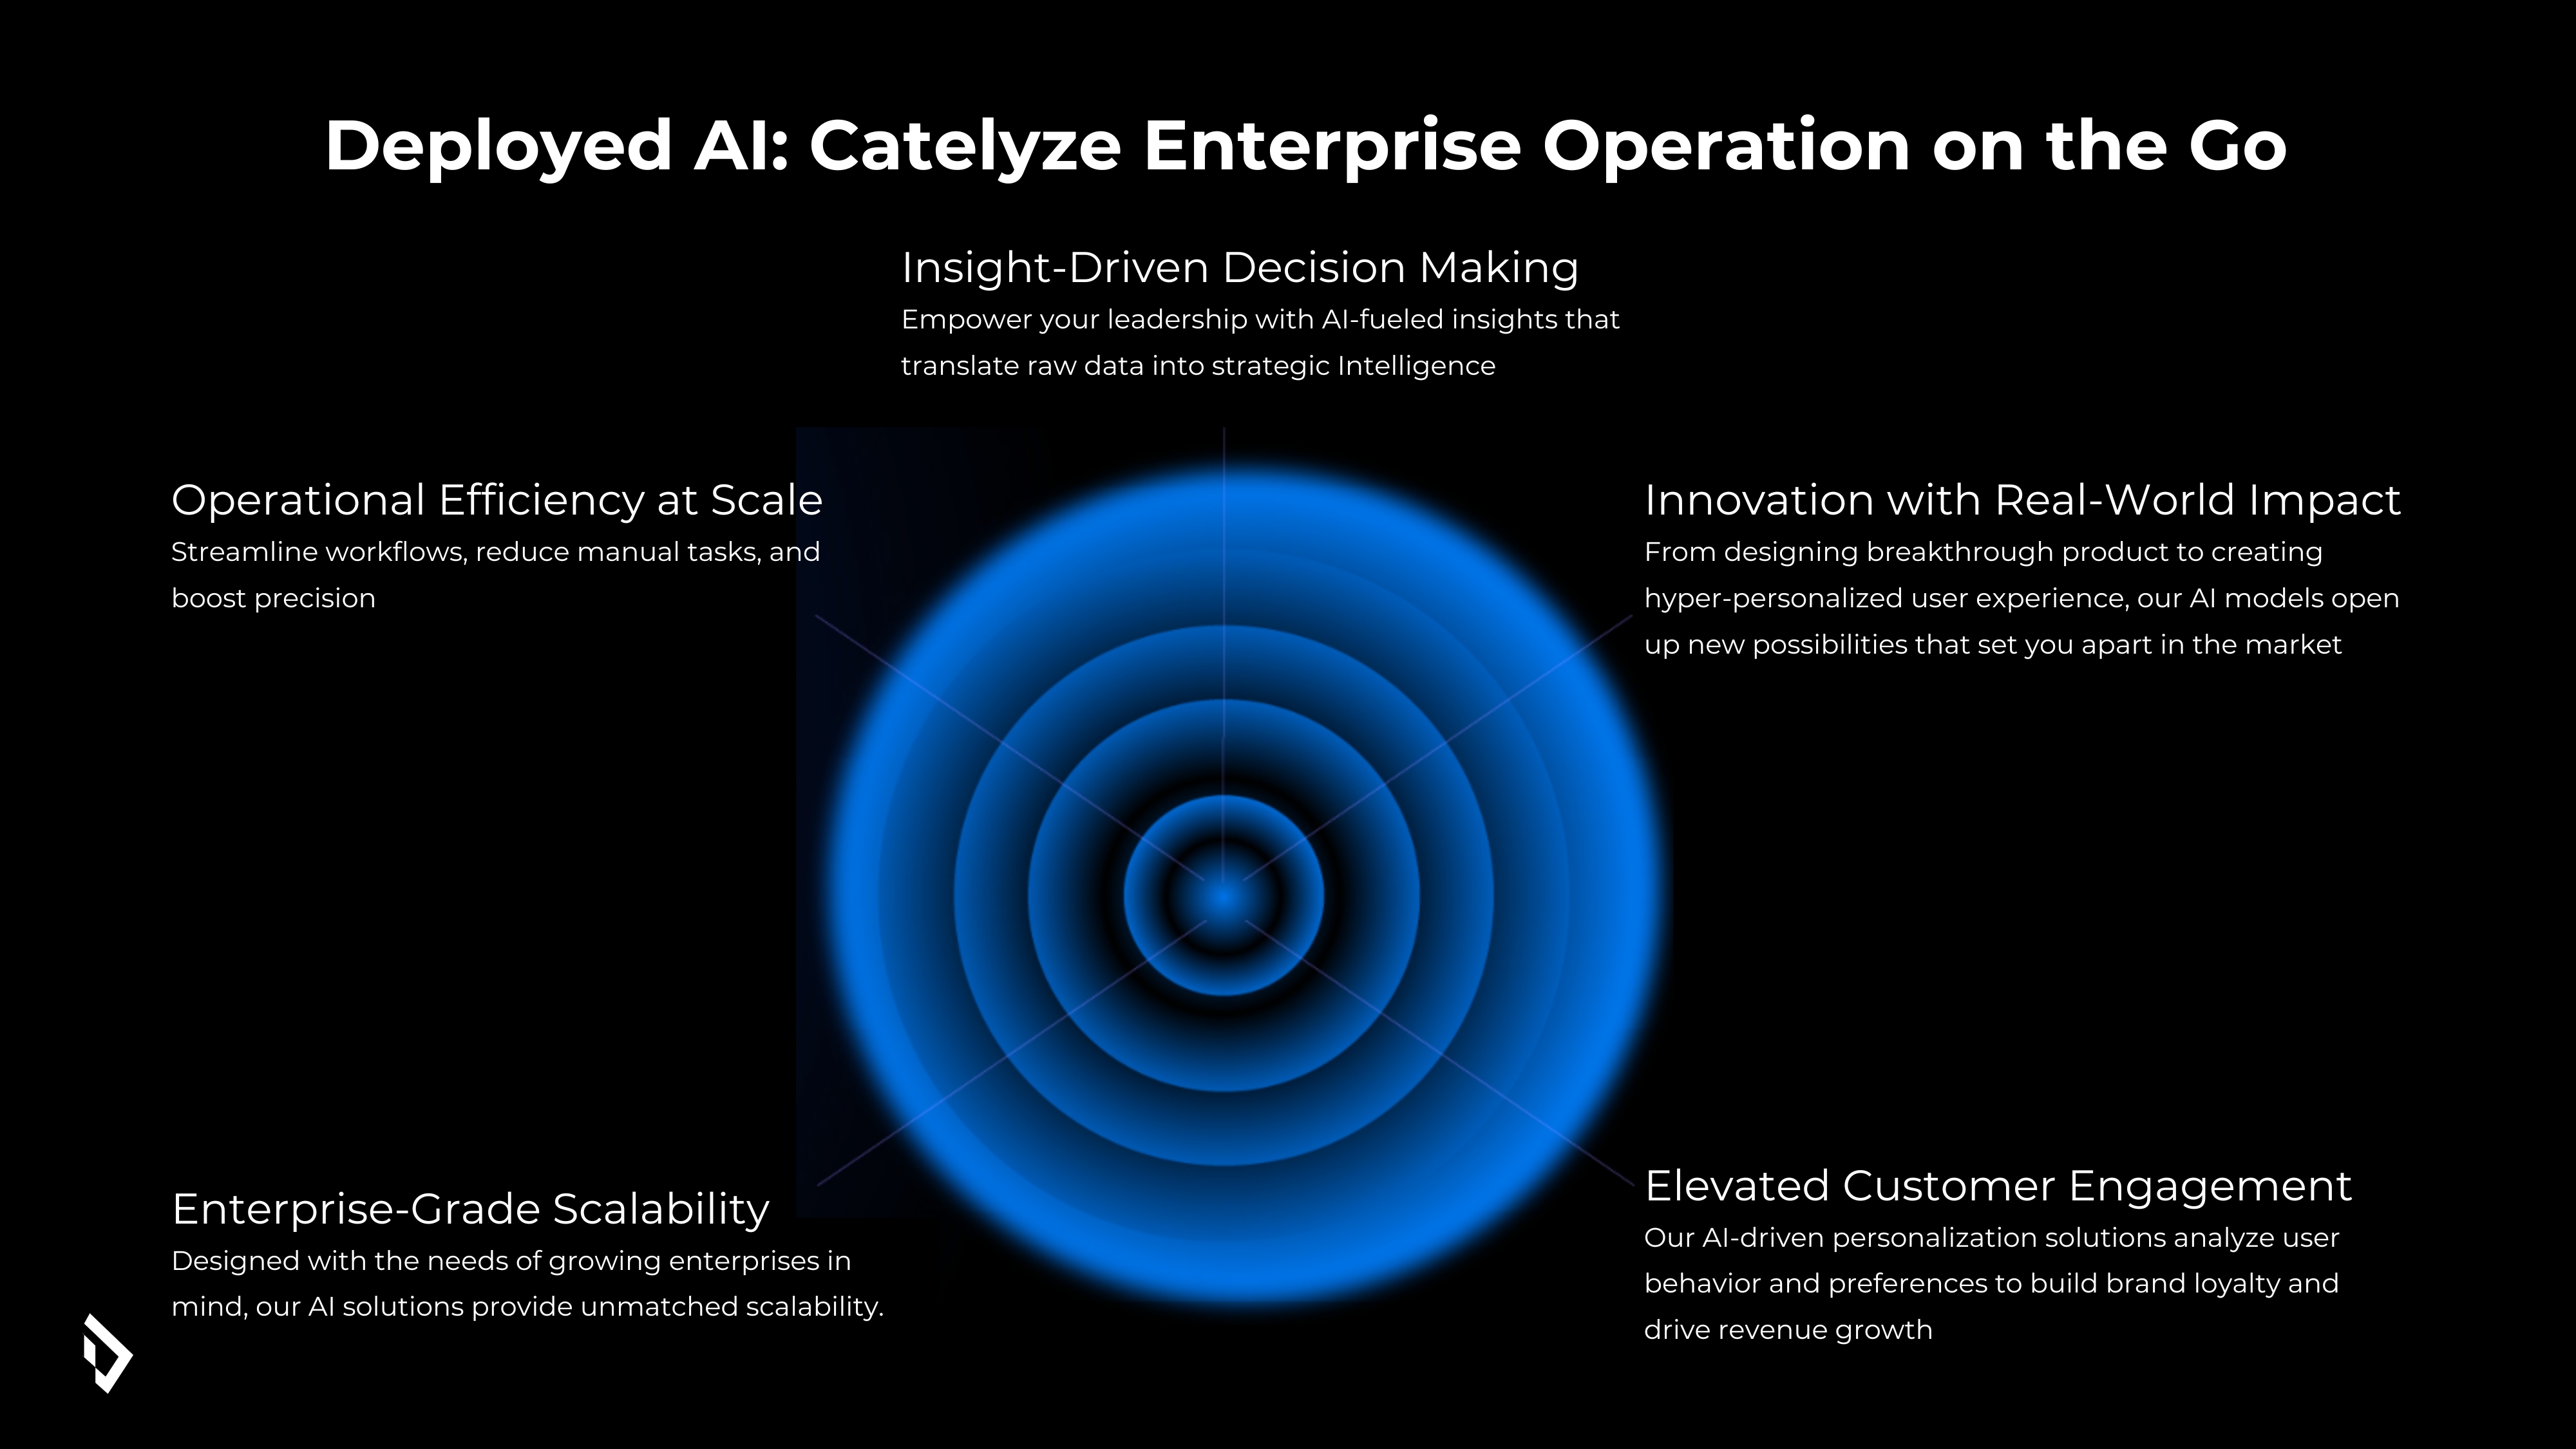 Deployed AI: Catelyze Enterprise Operation on the Go
Insight-Driven Decision Making
Empower your leadership with AI-fueled insights that
translate raw data into strategic Intelligence
Operational Efficiency at Scale
Streamline workflows, reduce manual tasks, and
boost precision
Innovation with Real-World Impact
From designing breakthrough product to creating
hyper-personalized user experience, our AI models open
up new possibilities that set you apart in the market
Enterprise-Grade Scalability
Designed with the needs of growing enterprises in
mind, our AI solutions provide unmatched scalability.
Elevated Customer Engagement
Our AI-driven personalization solutions analyze user
behavior and preferences to build brand loyalty and
drive revenue growth